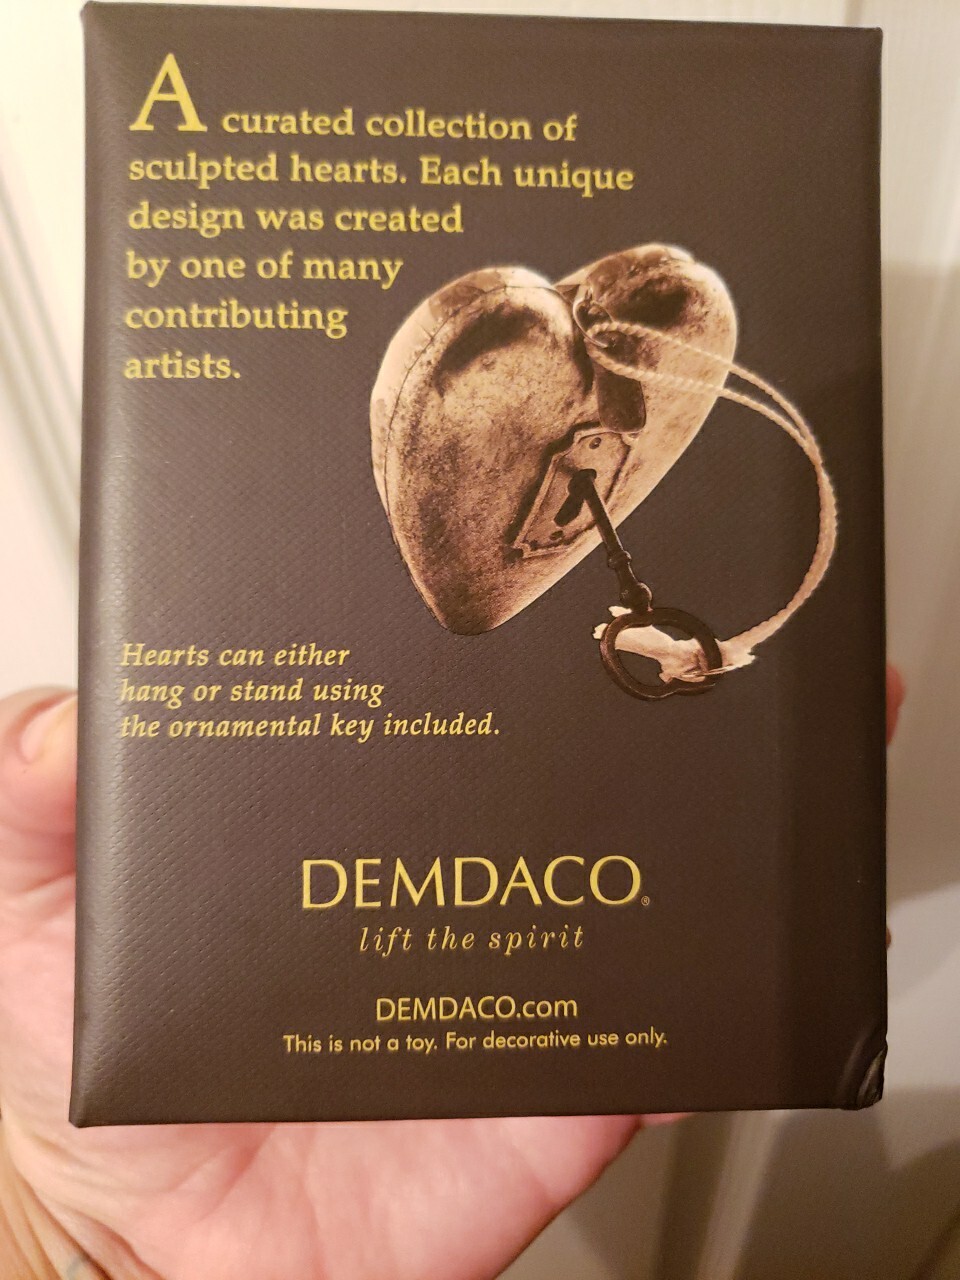 A curated collection of
sculpted hearts. Each unique
design was created
by one of many
contributing
artists.
Hearts can either
hang or stand using
the ornamental key included.
DEMDACO®
lift the spirit
DEMDACO.com
This is not a toy. For decorative use only.